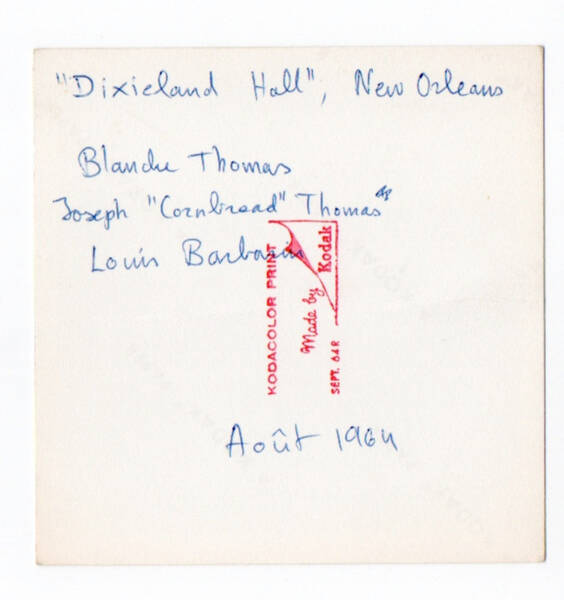 "Dixieland Hall", New Orleans
Blanche Thomas
Joseph "Cornbread" Thomas
Louis Barbarin
KODACOLOR PRINT
Made by Kodak
SEPT. 64R
Août 1964